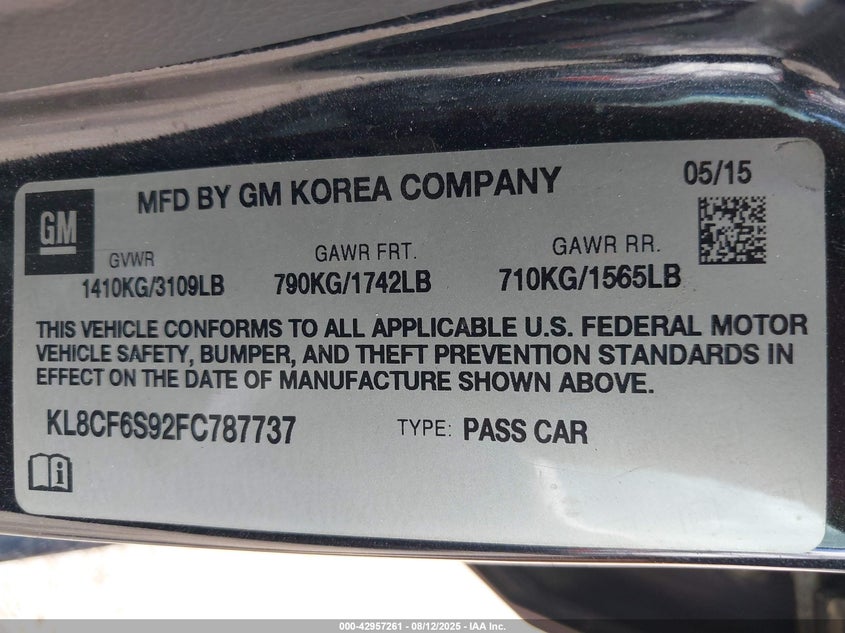 MFD BY GM KOREA COMPANY 05/15
GM
GVWR GAWR FRT. GAWR RR.
1410KG/3109LB 790KG/1742LB 710KG/1565LB
THIS VEHICLE CONFORMS TO ALL APPLICABLE U.S. FEDERAL MOTOR
VEHICLE SAFETY, BUMPER, AND THEFT PREVENTION STANDARDS IN
EFFECT ON THE DATE OF MANUFACTURE SHOWN ABOVE.
KL8CF6S92FC787737 TYPE: PASS CAR
000-42957261 - 08/12/2025 - IAA Inc.